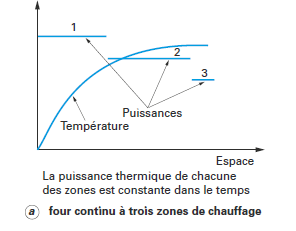 1
2
3
Puissances
Température
Espace
La puissance thermique de chacune
des zones est constante dans le temps
a four continu à trois zones de chauffage